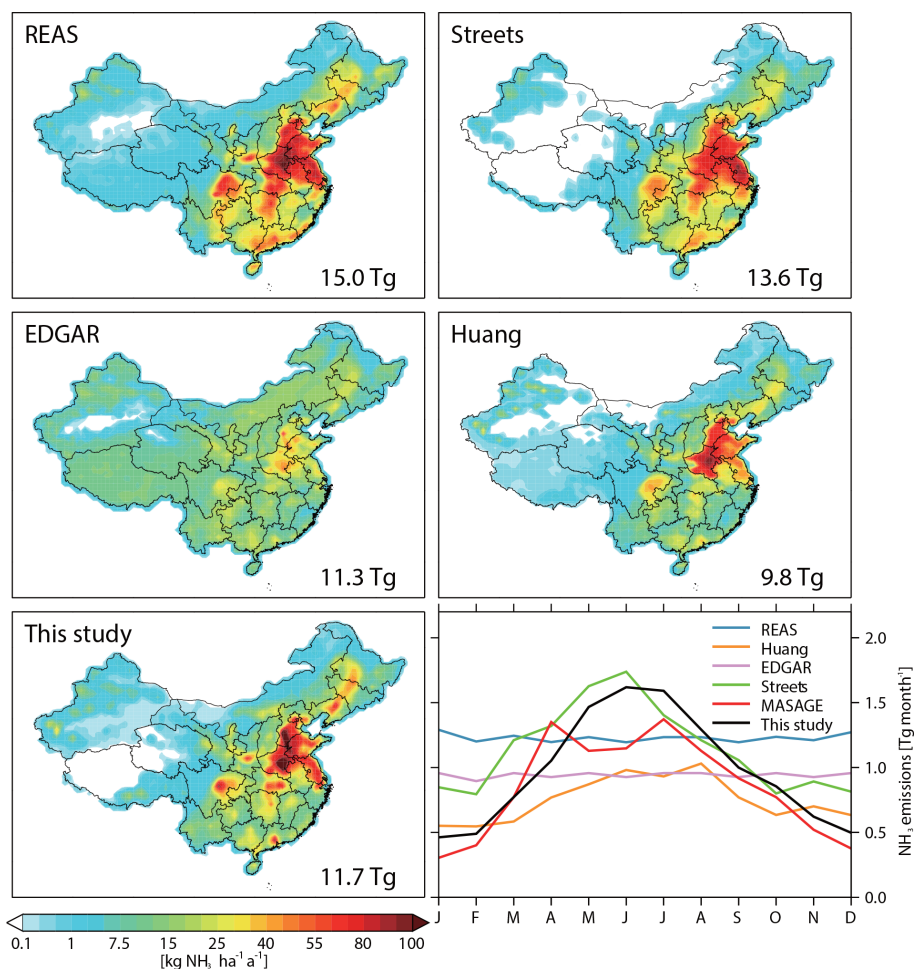 REAS
15.0 Tg
Streets
13.6 Tg
EDGAR
11.3 Tg
Huang
9.8 Tg
This study
11.7 Tg
REAS
Huang
EDGAR
Streets
MASAGE
This study
2.0
1.5
1.0
0.5
0.0
NH₃ emissions [Tg month⁻¹]
J F M A M J J A S O N D
0.1 1 7.5 15 25 40 55 80 100
[kg NH₃ ha⁻¹ a⁻¹]